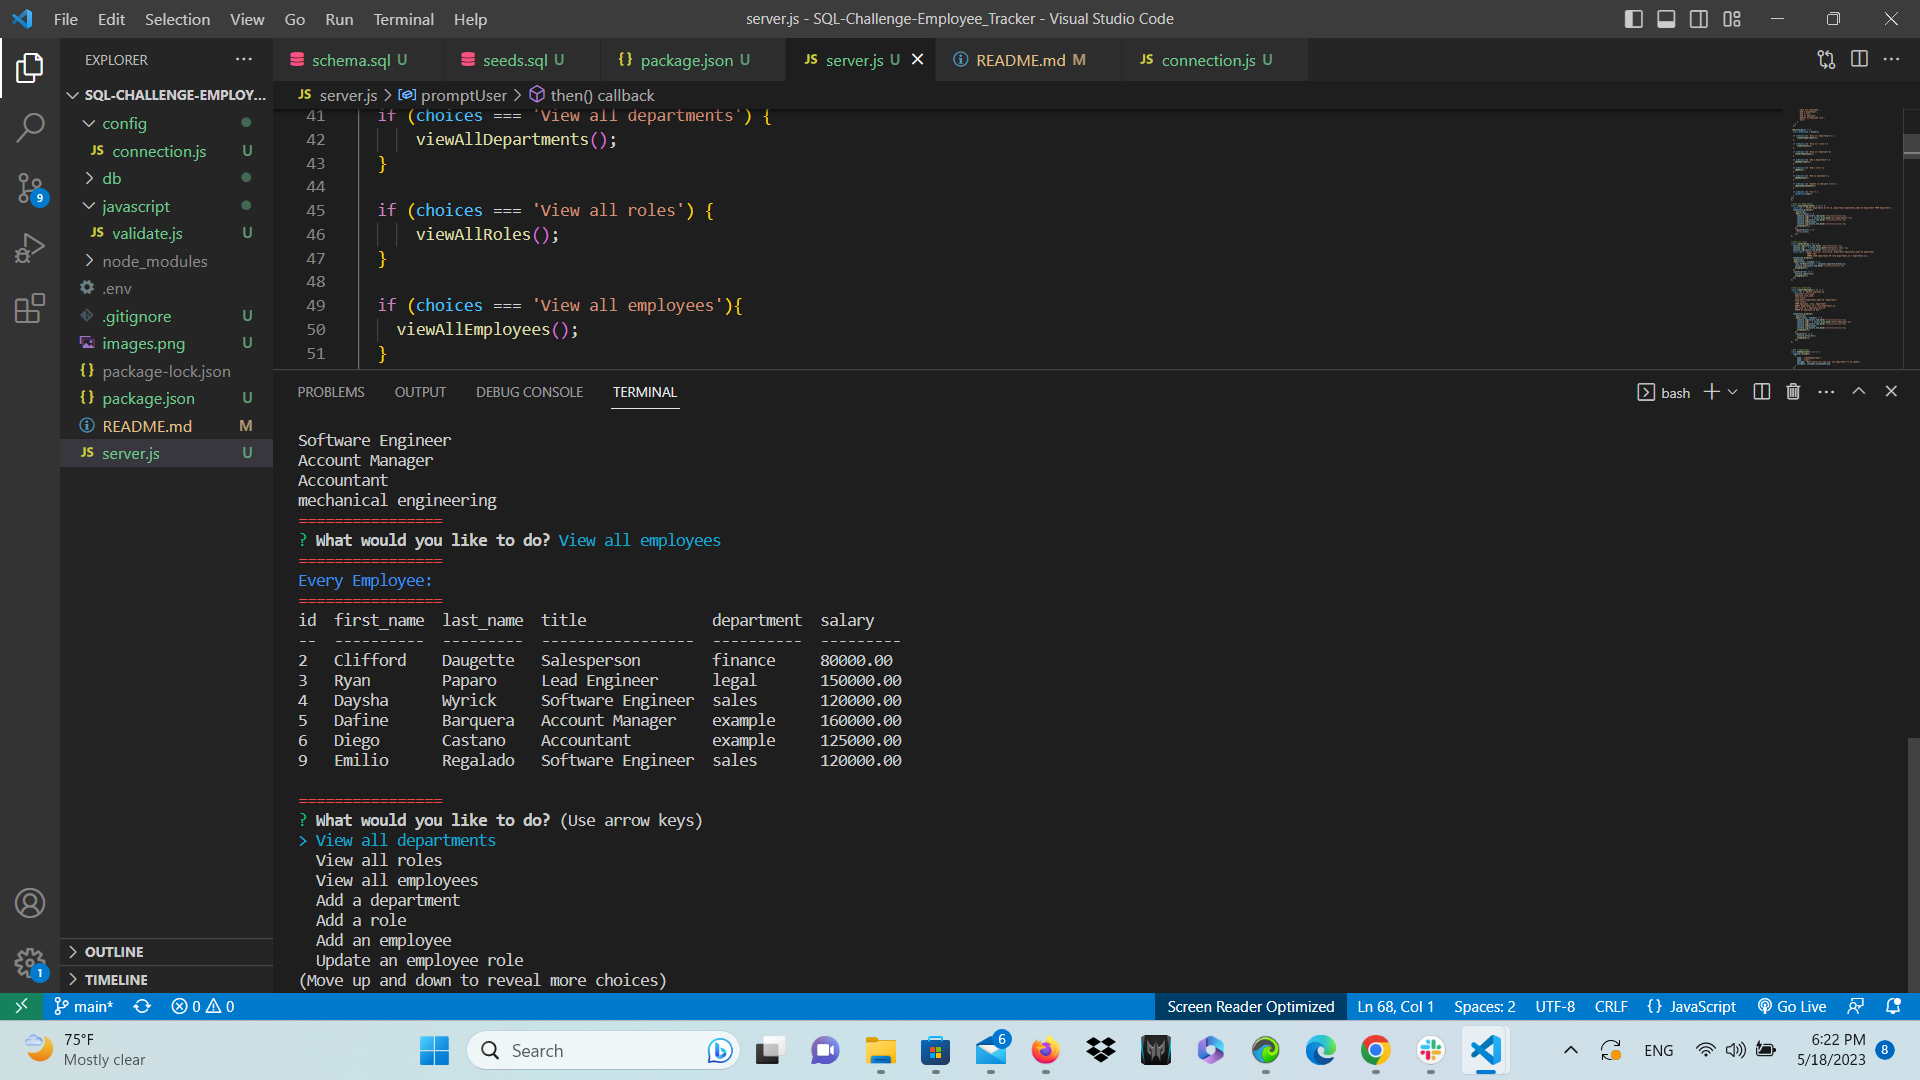 File Edit Selection View Go Run Terminal Help
server.js - SQL-Challenge-Employee_Tracker - Visual Studio Code
EXPLORER
schema.sql U
seeds.sql U
{} package.json U
JS server.js U
README.md M
JS connection.js U
SQL-CHALLENGE-EMPLOY...
config
JS connection.js U
db
javascript
JS validate.js U
node_modules
.env
.gitignore U
images.png U
{} package-lock.json
{} package.json U
README.md M
JS server.js U
OUTLINE
TIMELINE
9
1
JS server.js > promptUser > then() callback
41 if (choices === 'View all departments') {
42 viewAllDepartments();
43 }
44
45 if (choices === 'View all roles') {
46 viewAllRoles();
47 }
48
49 if (choices === 'View all employees'){
50 viewAllEmployees();
51 }
PROBLEMS OUTPUT DEBUG CONSOLE TERMINAL
bash
Software Engineer
Account Manager
Accountant
mechanical engineering
================
? What would you like to do? View all employees
================
Every Employee:
================
id first_name last_name title department salary
-- ---------- --------- ----------------- ---------- ---------
2 Clifford Daugette Salesperson finance 80000.00
3 Ryan Paparo Lead Engineer legal 150000.00
4 Daysha Wyrick Software Engineer sales 120000.00
5 Dafine Barquera Account Manager example 160000.00
6 Diego Castano Accountant example 125000.00
9 Emilio Regalado Software Engineer sales 120000.00
================
? What would you like to do? (Use arrow keys)
> View all departments
View all roles
View all employees
Add a department
Add a role
Add an employee
Update an employee role
(Move up and down to reveal more choices)
main* 0 0
Screen Reader Optimized Ln 68, Col 1 Spaces: 2 UTF-8 CRLF {} JavaScript Go Live
75°F
Mostly clear
Search
6
ENG
6:22 PM
5/18/2023
8